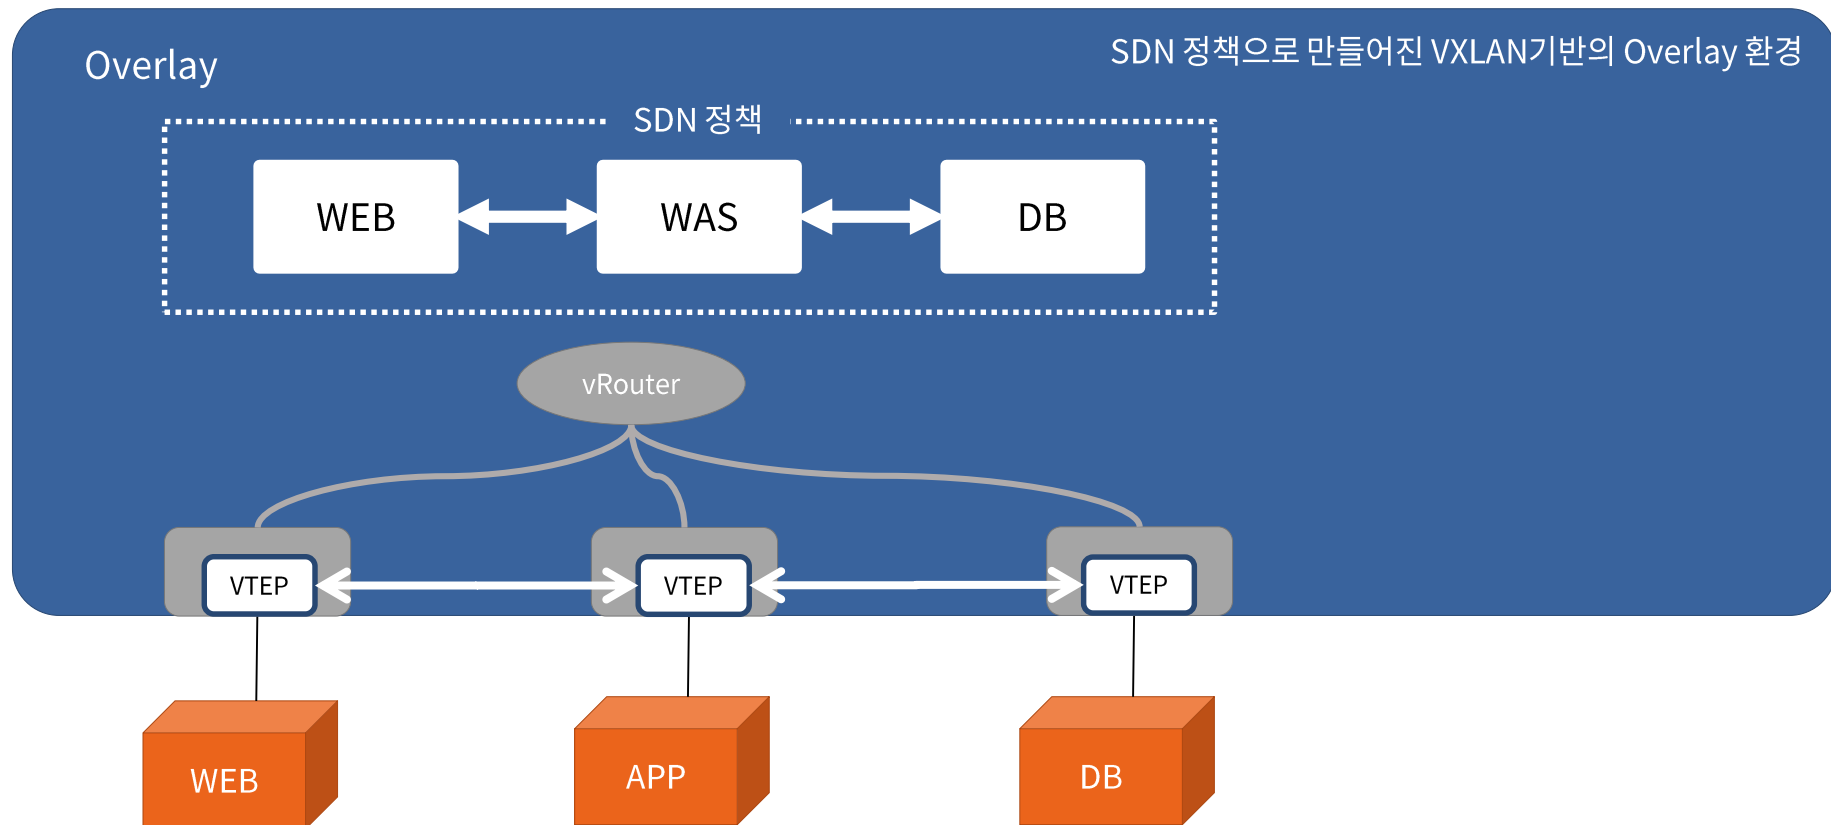 Overlay
SDN 정책으로 만들어진 VXLAN기반의 Overlay 환경
SDN 정책
WEB
WAS
DB
vRouter
VTEP
VTEP
VTEP
WEB
APP
DB